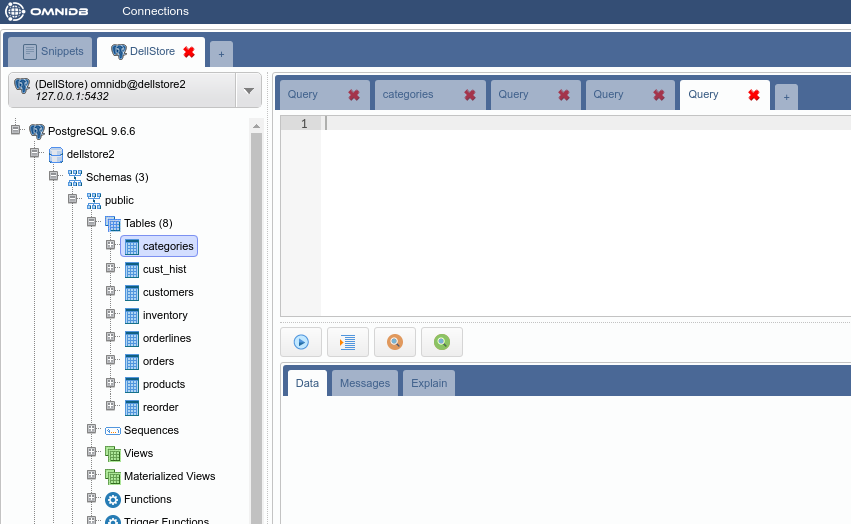 OMNIDB Connections
Snippets DellStore +
(DellStore) omnidb@dellstore2
127.0.0.1:5432
PostgreSQL 9.6.6
dellstore2
Schemas (3)
public
Tables (8)
categories
cust_hist
customers
inventory
orderlines
orders
products
reorder
Sequences
Views
Materialized Views
Functions
Trigger Functions
Query categories Query Query Query +
1
Data Messages Explain